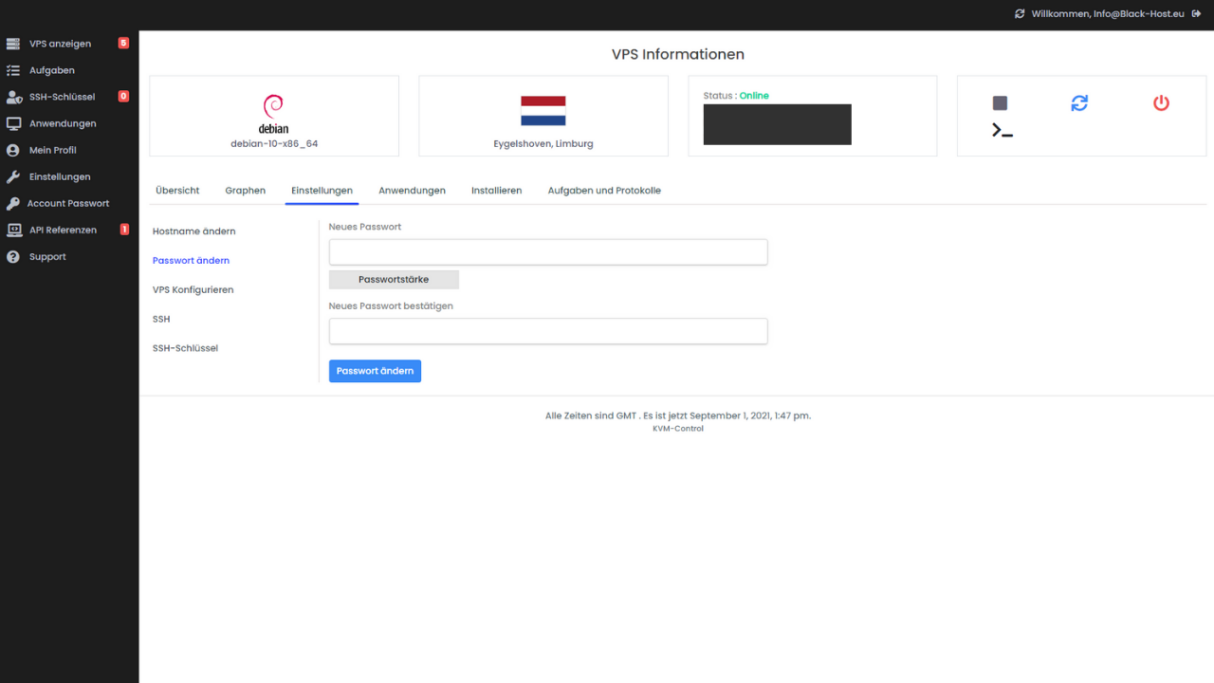 Willkommen, Info@Black-Host.eu
VPS anzeigen 5
Aufgaben
SSH-Schlüssel 0
Anwendungen
Mein Profil
Einstellungen
Account Passwort
API Referenzen 1
Support
VPS Informationen
debian
debian-10-x86_64
Eygelshoven, Limburg
Status : Online
Übersicht Graphen Einstellungen Anwendungen Installieren Aufgaben und Protokolle
Hostname ändern
Passwort ändern
VPS Konfigurieren
SSH
SSH-Schlüssel
Neues Passwort
Passwortstärke
Neues Passwort bestätigen
Passwort ändern
Alle Zeiten sind GMT . Es ist jetzt September 1, 2021, 1:47 pm.
KVM-Control